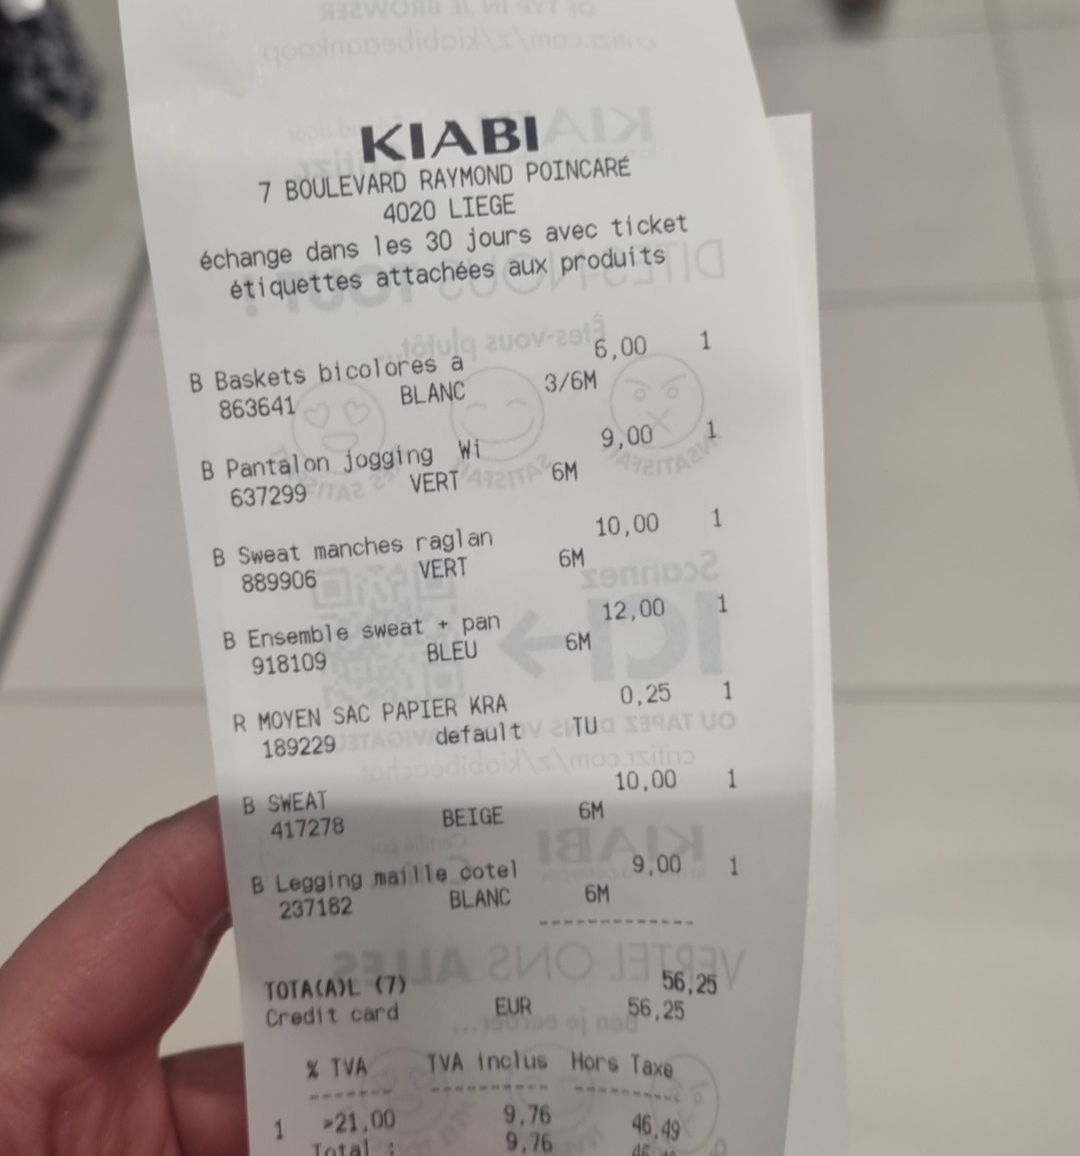 KIABI
7 BOULEVARD RAYMOND POINCARÉ
4020 LIEGE
échange dans les 30 jours avec ticket
étiquettes attachées aux produits
B Baskets bicolores a 6,00 1
863641 BLANC 3/6M
B Pantalon jogging Wi 9,00 1
637299 VERT 6M
B Sweat manches raglan 10,00 1
889906 VERT 6M
B Ensemble sweat + pan 12,00 1
918109 BLEU 6M
R MOYEN SAC PAPIER KRA 0,25 1
189229 default TU
B SWEAT 10,00 1
417278 BEIGE 6M
B Legging maille cotel 9,00 1
237182 BLANC 6M
------------------
TOTA(A)L (7) 56,25
Credit card EUR 56,25
% TVA TVA inclus Hors Taxe
------- ---------- ---------
1 >21,00 9,76 46,49
Total : 9,76